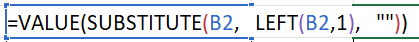 =VALUE(SUBSTITUTE(B2, LEFT(B2,1), ""))